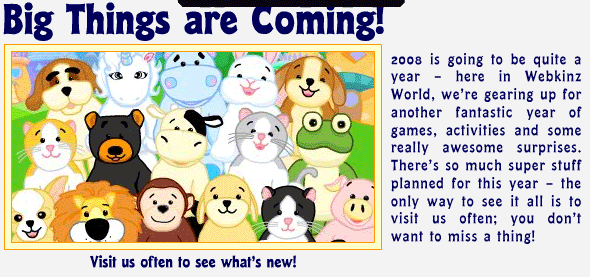 Big Things are Coming!
2008 is going to be quite a
year – here in Webkinz
World, we're gearing up for
another fantastic year of
games, activities and some
really awesome surprises.
There's so much super stuff
planned for this year – the
only way to see it all is to
visit us often; you don't
want to miss a thing!
Visit us often to see what's new!